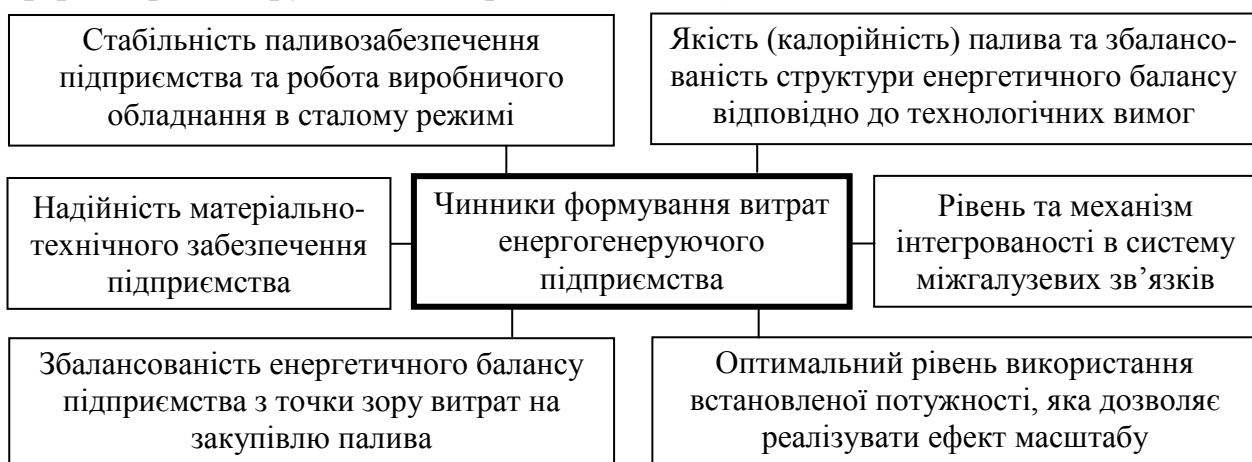 Стабільність паливозабезпечення
підприємства та робота виробничого
обладнання в сталому режимі
Якість (калорійність) палива та збалансо-
ваність структури енергетичного балансу
відповідно до технологічних вимог
Надійність матеріально-
технічного забезпечення
підприємства
Чинники формування витрат
енергогенеруючого
підприємства
Рівень та механізм
інтегрованості в систему
міжгалузевих зв’язків
Збалансованість енергетичного балансу
підприємства з точки зору витрат на
закупівлю палива
Оптимальний рівень використання
встановленої потужності, яка дозволяє
реалізувати ефект масштабу